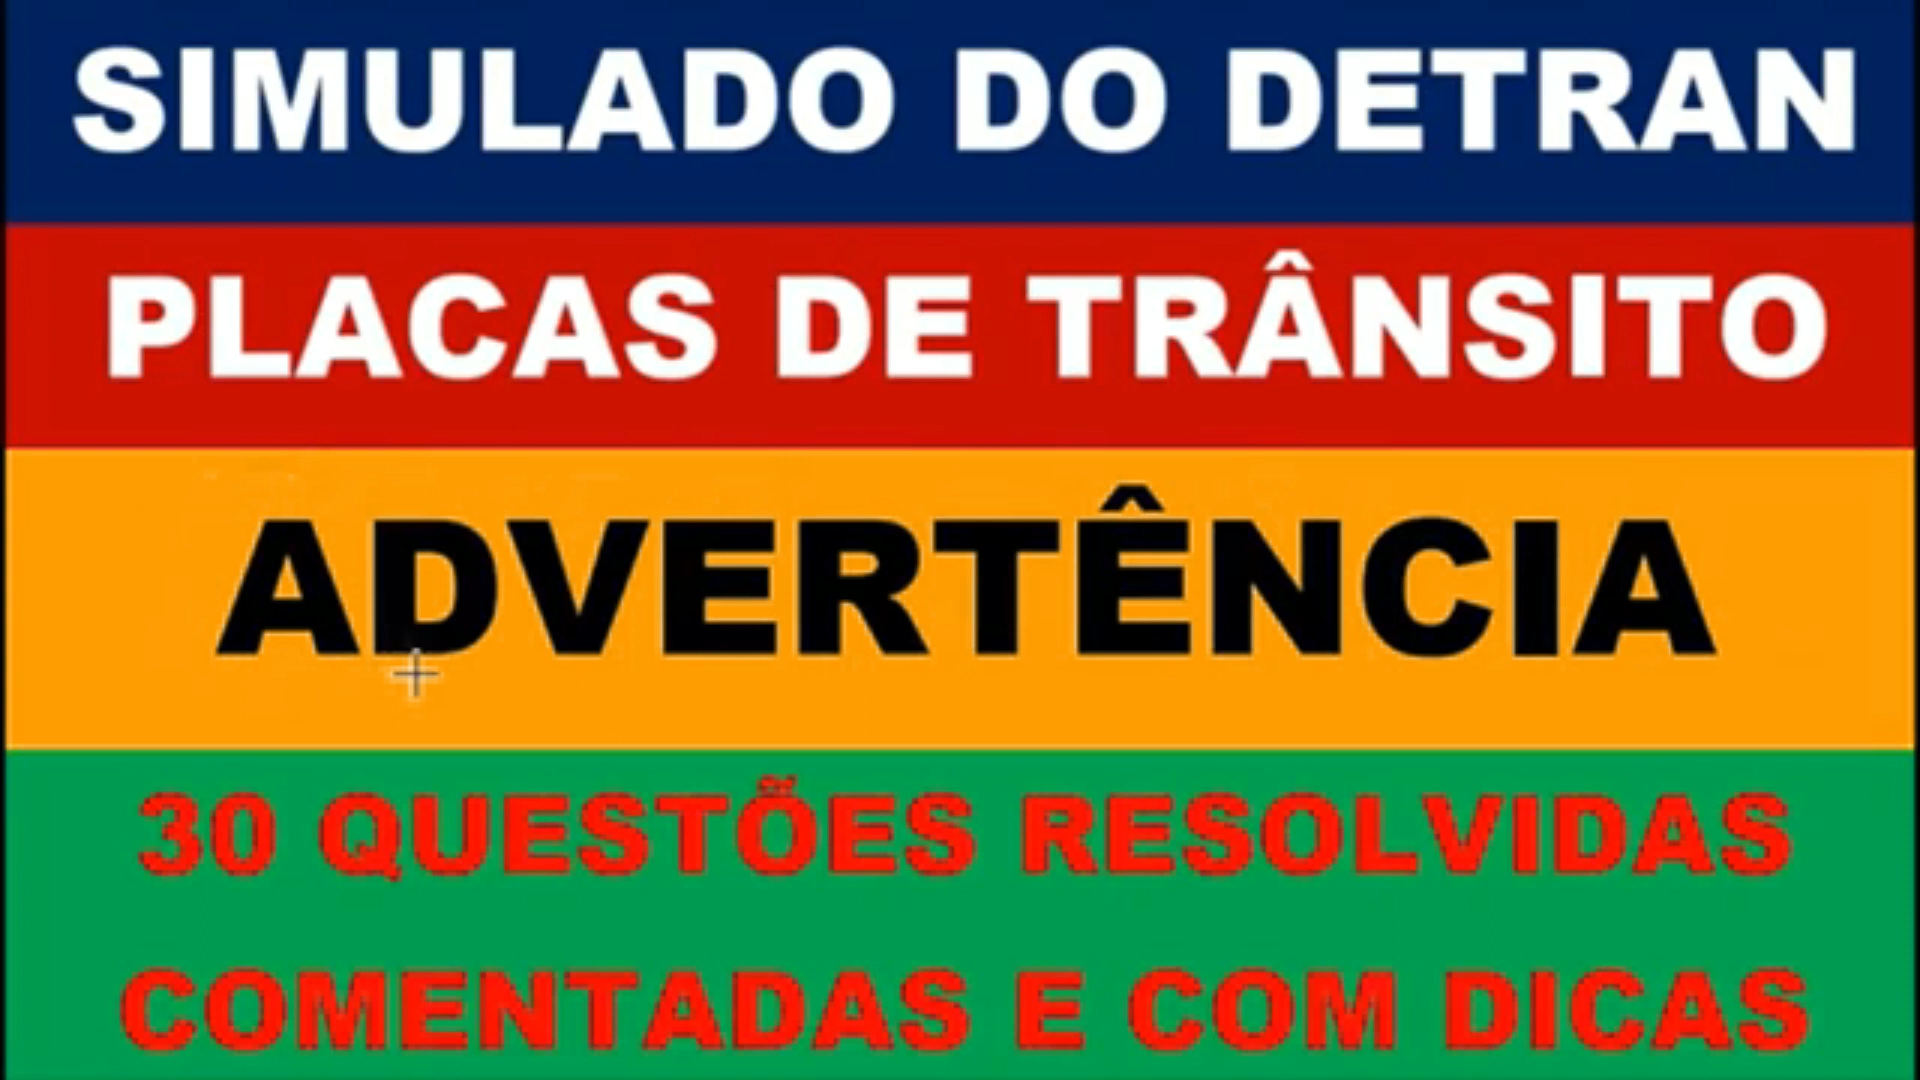 SIMULADO DO DETRAN
PLACAS DE TRÂNSITO
ADVERTÊNCIA
30 QUESTÕES RESOLVIDAS
COMENTADAS E COM DICAS